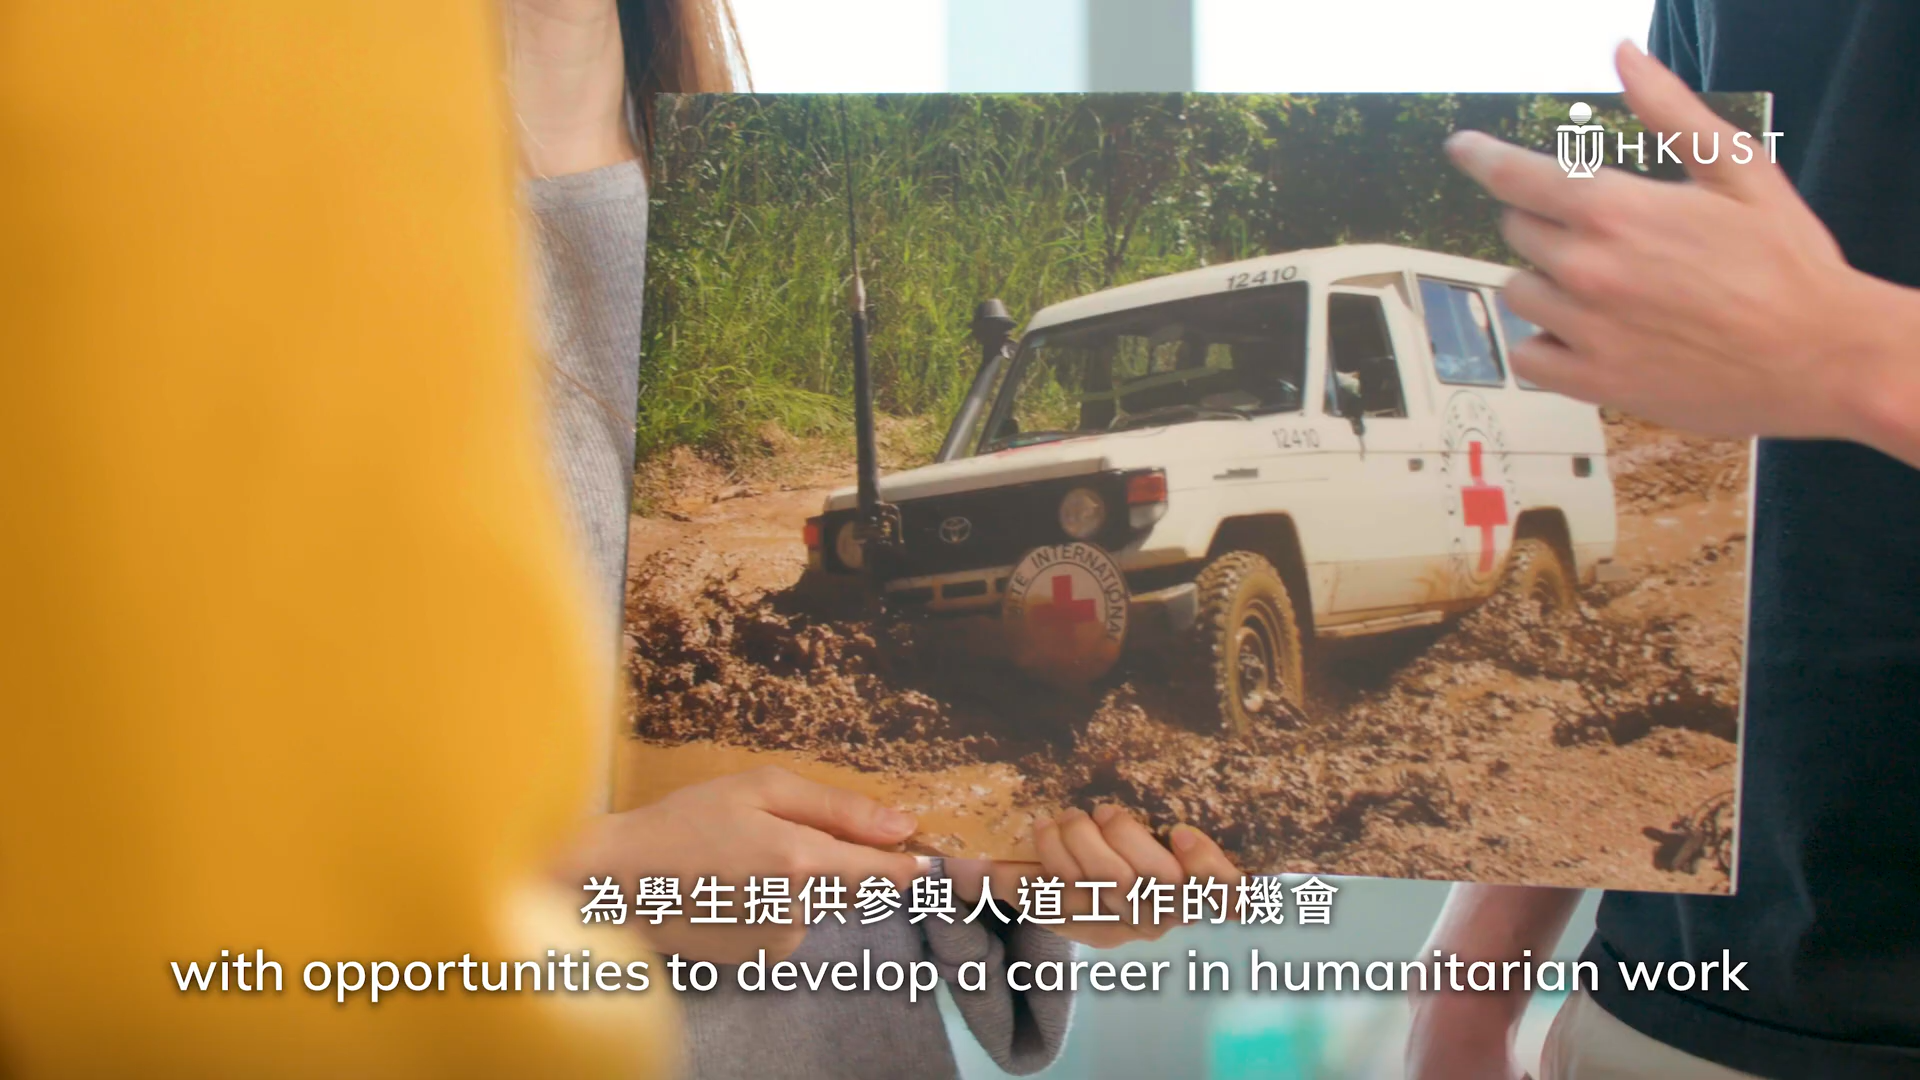 HKUST
12410
12410
ITE INTERNATIONAL
為學生提供參與人道工作的機會
with opportunities to develop a career in humanitarian work